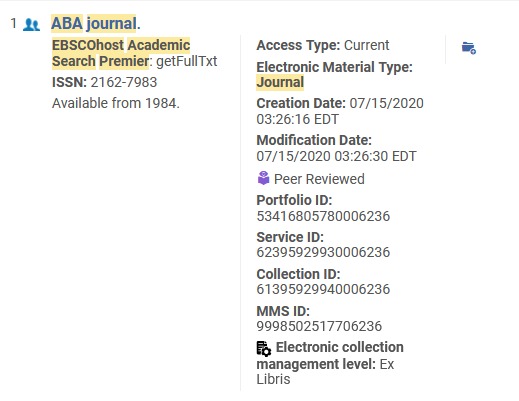 1 ABA journal.
EBSCOhost Academic
Search Premier: getFullTxt
ISSN: 2162-7983
Available from 1984.
Access Type: Current
Electronic Material Type:
Journal
Creation Date: 07/15/2020
03:26:16 EDT
Modification Date:
07/15/2020 03:26:30 EDT
Peer Reviewed
Portfolio ID:
53416805780006236
Service ID:
62395929930006236
Collection ID:
61395929940006236
MMS ID:
9998502517706236
Electronic collection
management level: Ex
Libris